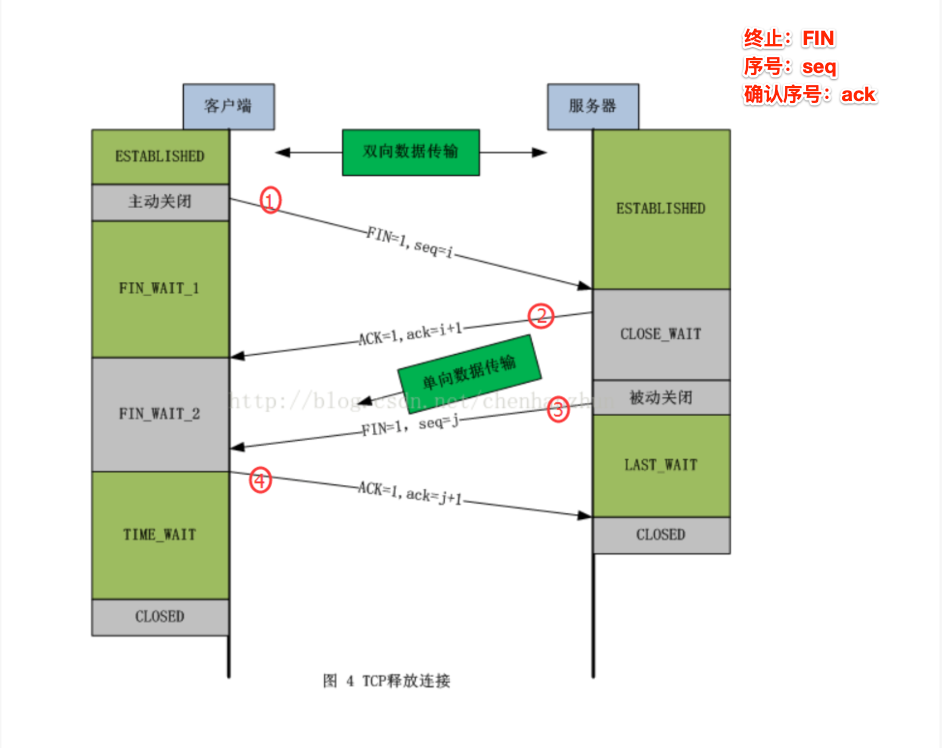 终止：FIN
序号：seq
确认序号：ack
客户端
服务器
双向数据传输
ESTABLISHED
主动关闭
①
FIN=1,seq=i
ESTABLISHED
FIN_WAIT_1
②
ACK=1,ack=i+1
CLOSE_WAIT
单向数据传输
http://blog.csdn.net/chenha
被动关闭
③
FIN=1, seq=j
FIN_WAIT_2
LAST_WAIT
④
ACK=1,ack=j+1
TIME_WAIT
CLOSED
CLOSED
图 4 TCP释放连接